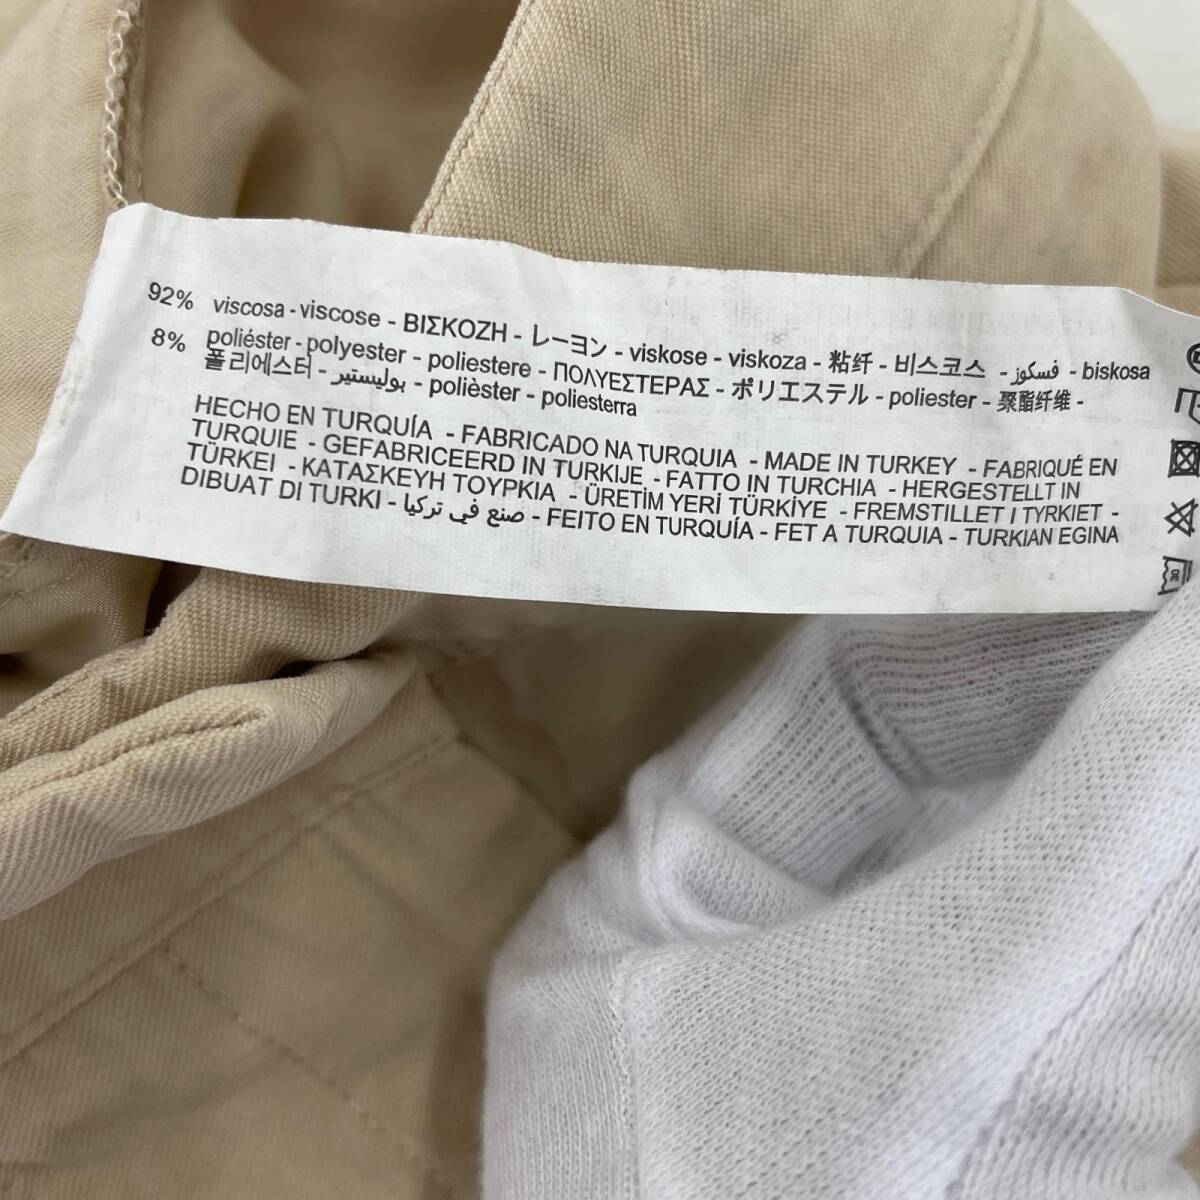 92% viscosa - viscose - ΒΙΣΚΟΖΗ - レーヨン - viskose - viskoza - 粘纤 - 비스코스 - فسكوز - biskosa
8% poliéster - polyester - poliestere - ΠΟΛΥΕΣΤΕΡΑΣ - ポリエステル - poliester - 聚酯纤维 -
폴리에스터 - بوليستير - polièster - poliesterra
HECHO EN TURQUÍA - FABRICADO NA TURQUIA - MADE IN TURKEY - FABRIQUÉ EN
TURQUIE - GEFABRICEERD IN TURKIJE - FATTO IN TURCHIA - HERGESTELLT IN
TÜRKEI - ΚΑΤΑΣΚΕΥΗ ΤΟΥΡΚΙΑ - ÜRETİM YERİ TÜRKİYE - FREMSTILLET I TYRKIET -
DIBUAT DI TURKI - صنع في تركيا - FEITO EN TURQUÍA - FET A TURQUIA - TURKIAN EGINA